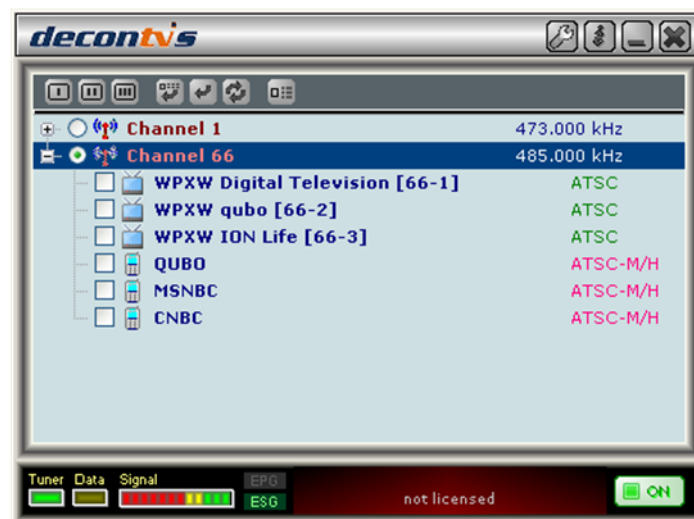 decontvis
Channel 1 473.000 kHz
Channel 66 485.000 kHz
WPXW Digital Television [66-1] ATSC
WPXW qubo [66-2] ATSC
WPXW ION Life [66-3] ATSC
QUBO ATSC-M/H
MSNBC ATSC-M/H
CNBC ATSC-M/H
Tuner Data Signal EPG
ESG not licensed ON